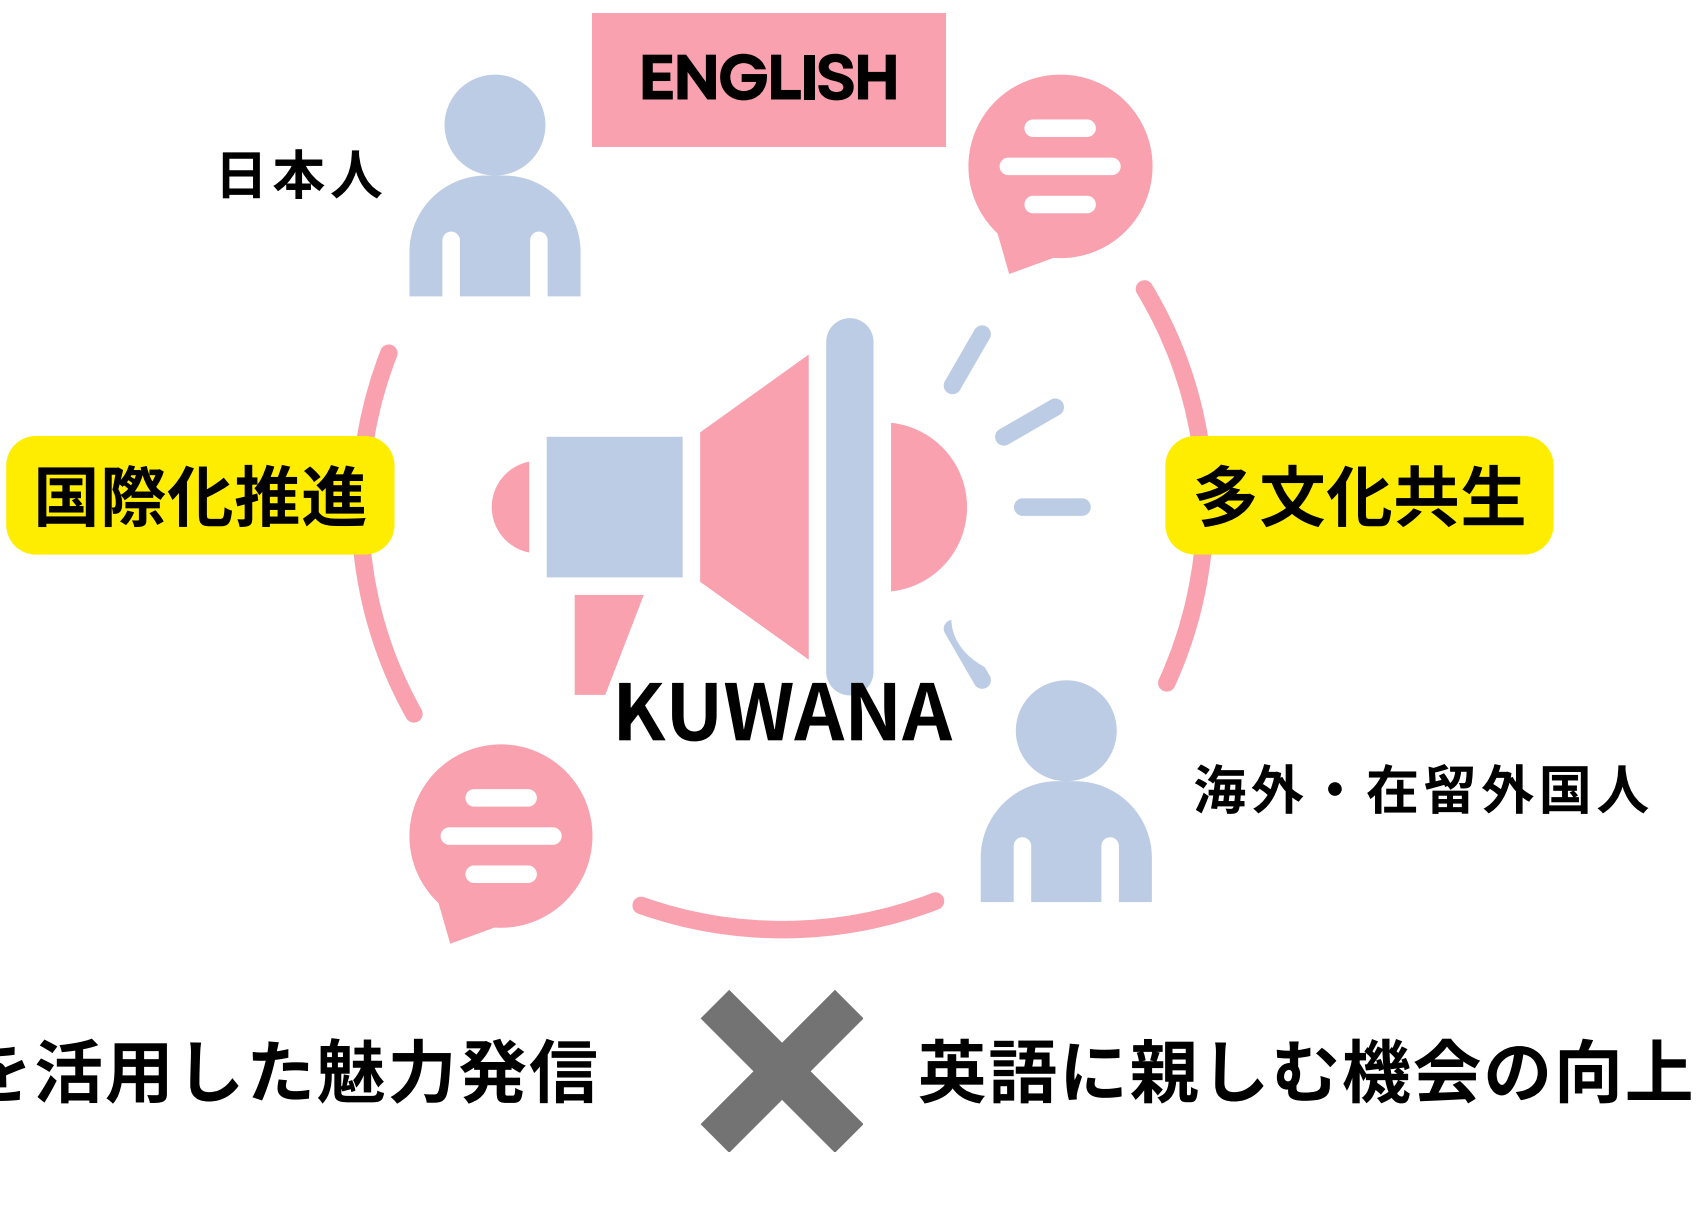 ENGLISH
日本人
国際化推進
多文化共生
KUWANA
海外・在留外国人
を活用した魅力発信
英語に親しむ機会の向上